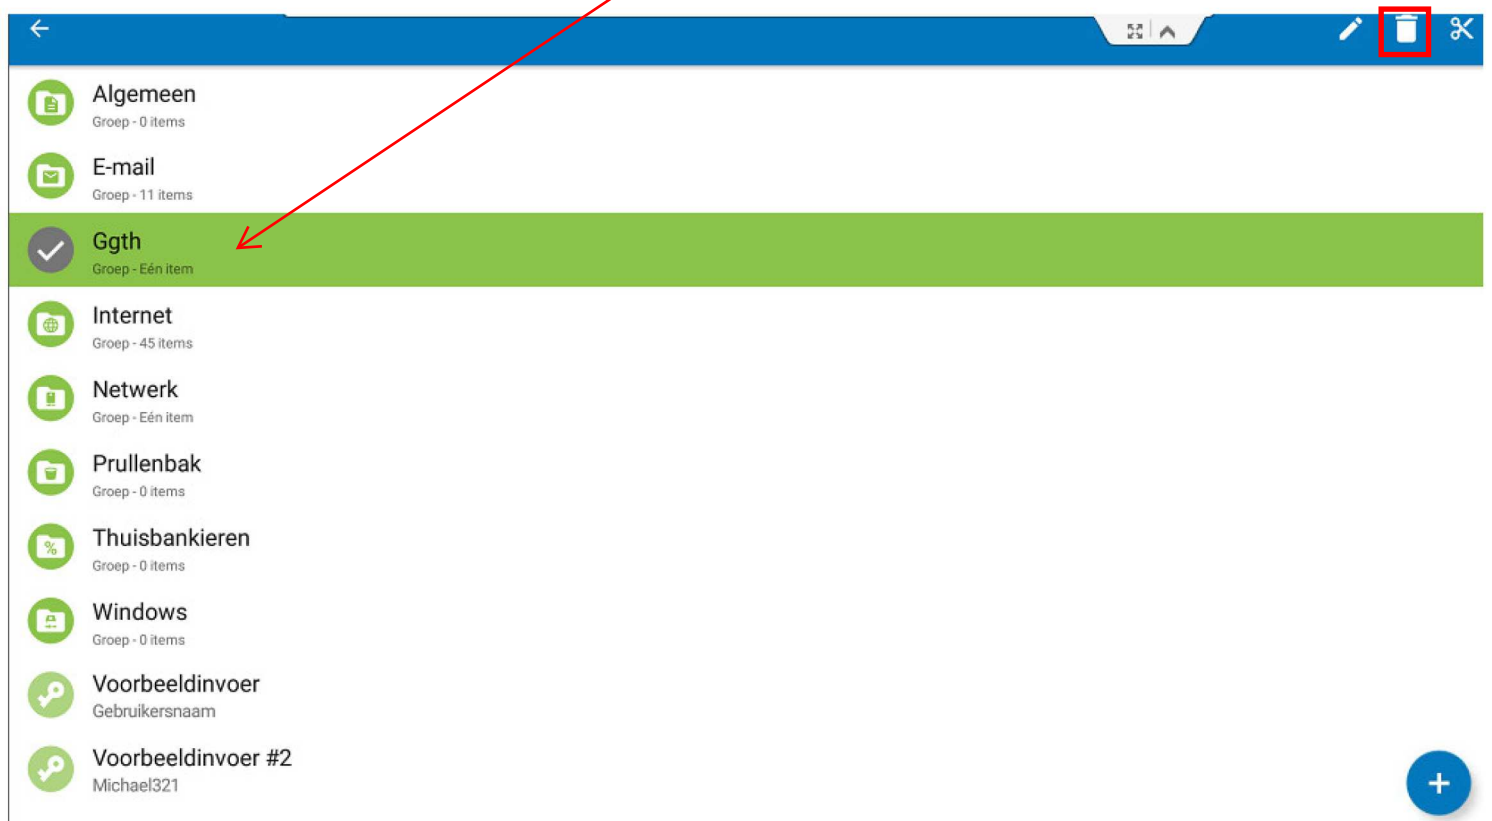 Algemeen
Groep - 0 items
E-mail
Groep - 11 items
Ggth
Groep - Eén item
Internet
Groep - 45 items
Netwerk
Groep - Eén item
Prullenbak
Groep - 0 items
Thuisbankieren
Groep - 0 items
Windows
Groep - 0 items
Voorbeeldinvoer
Gebruikersnaam
Voorbeeldinvoer #2
Michael321